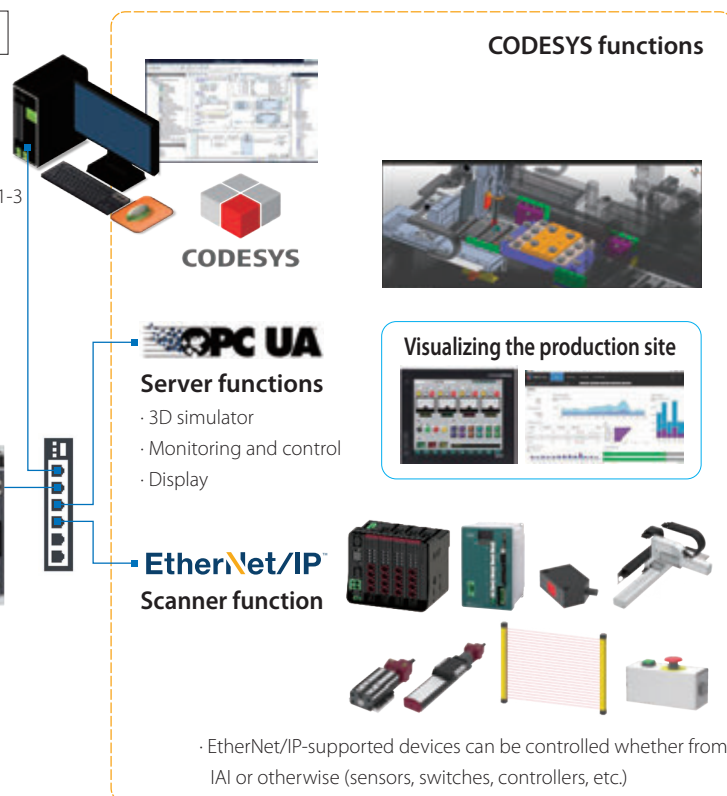 CODESYS functions
1-3
CODESYS
OPC UA
Server functions
· 3D simulator
· Monitoring and control
· Display
Visualizing the production site
EtherNet/IP™
Scanner function
· EtherNet/IP-supported devices can be controlled whether from
IAI or otherwise (sensors, switches, controllers, etc.)